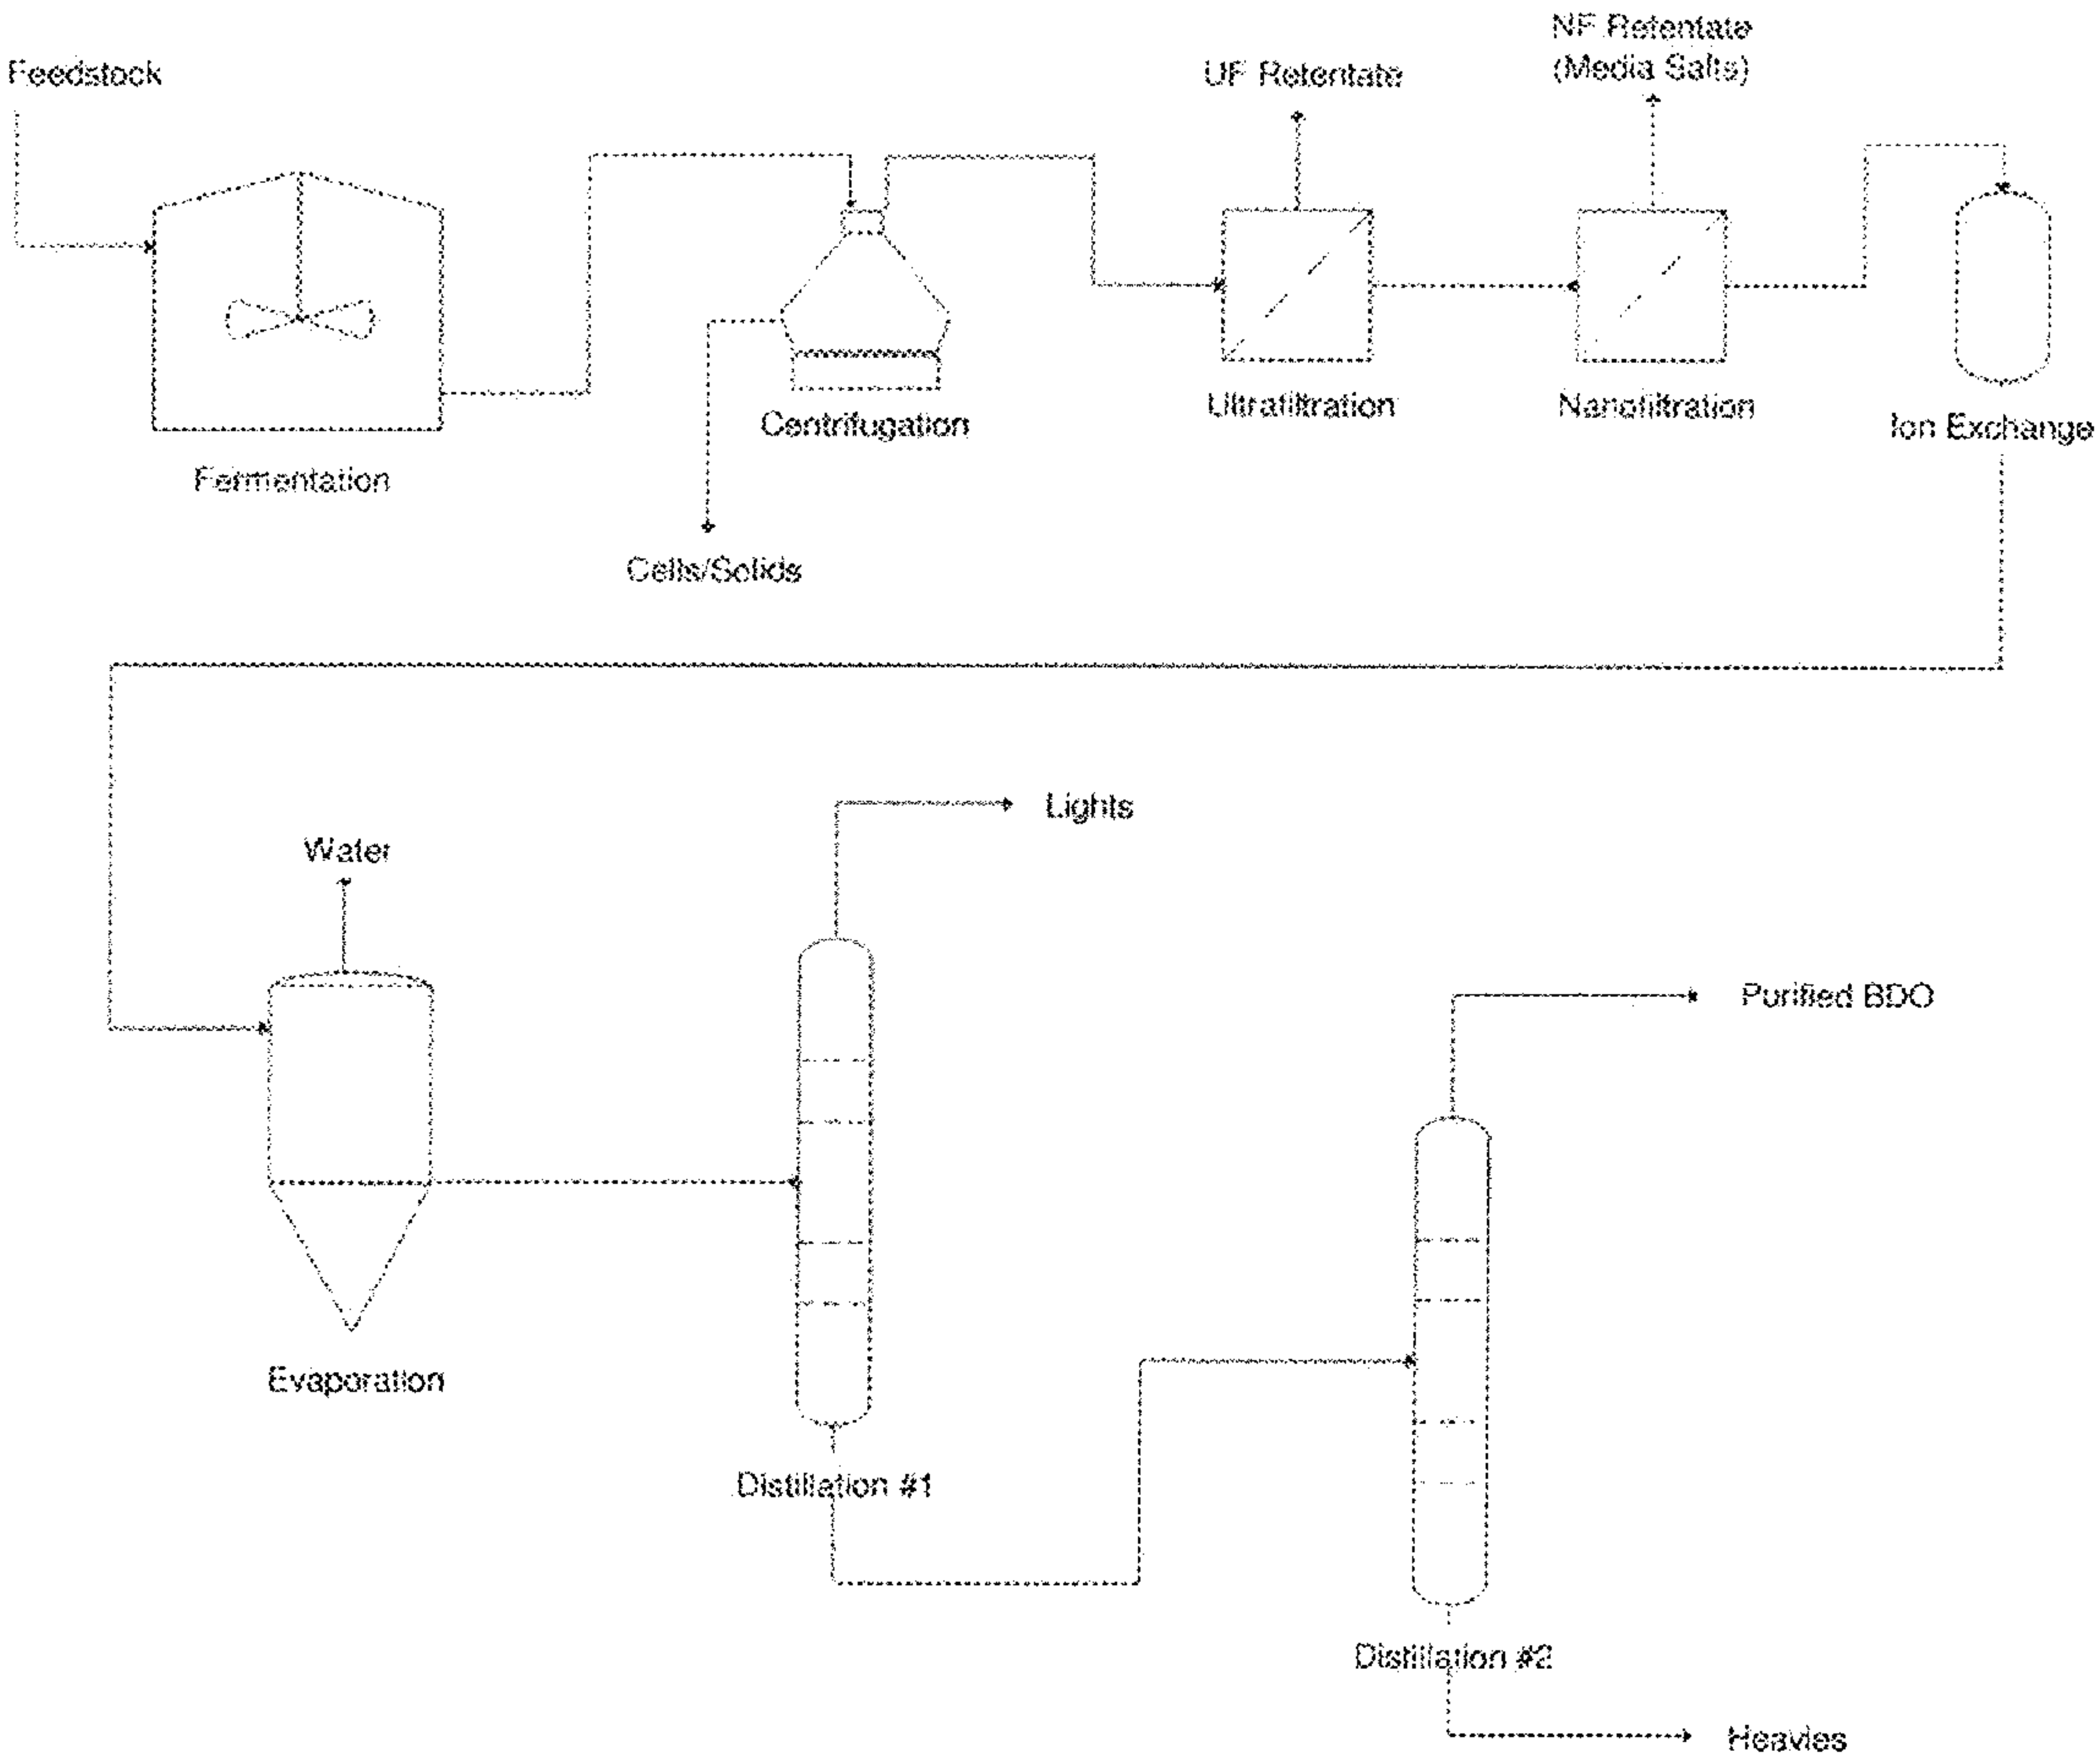 Feedstock
UF Retentate
NF Retentate
(Media Salts)
Fermentation
Centrifugation
Cells/Solids
Ultrafiltration
Nanofiltration
Ion Exchange
Water
Lights
Purified BDO
Evaporation
Distillation #1
Distillation #2
Heavies